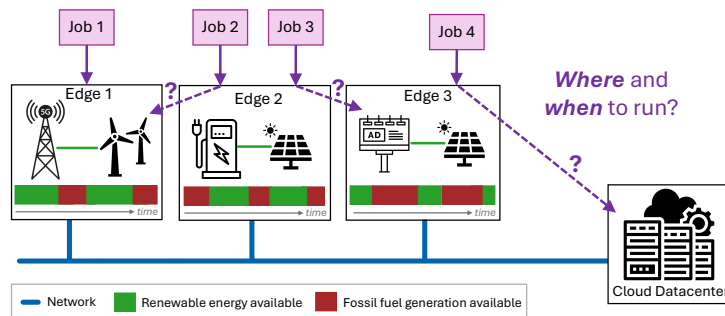 Job 1
Job 2
Job 3
Job 4
Edge 1
Edge 2
Edge 3
?
?
?
Where and
when to run?
5G
AD
time
time
time
Cloud Datacenter
Network
Renewable energy available
Fossil fuel generation available